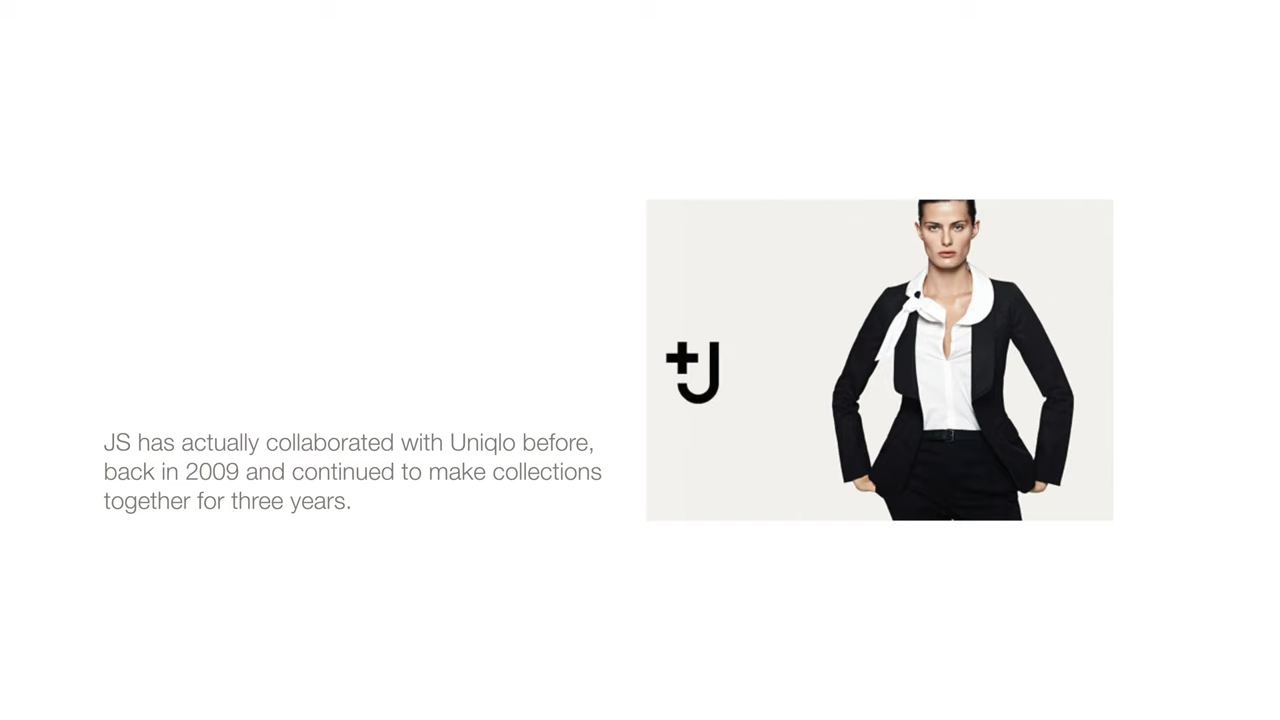 JS has actually collaborated with Uniqlo before,
back in 2009 and continued to make collections
together for three years.
+J